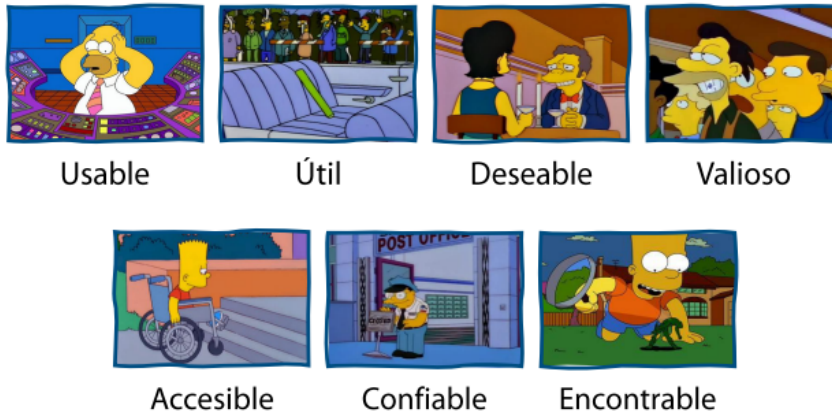 Usable
Útil
Deseable
Valioso
POST OFFICE
Accesible
Confiable
Encontrable